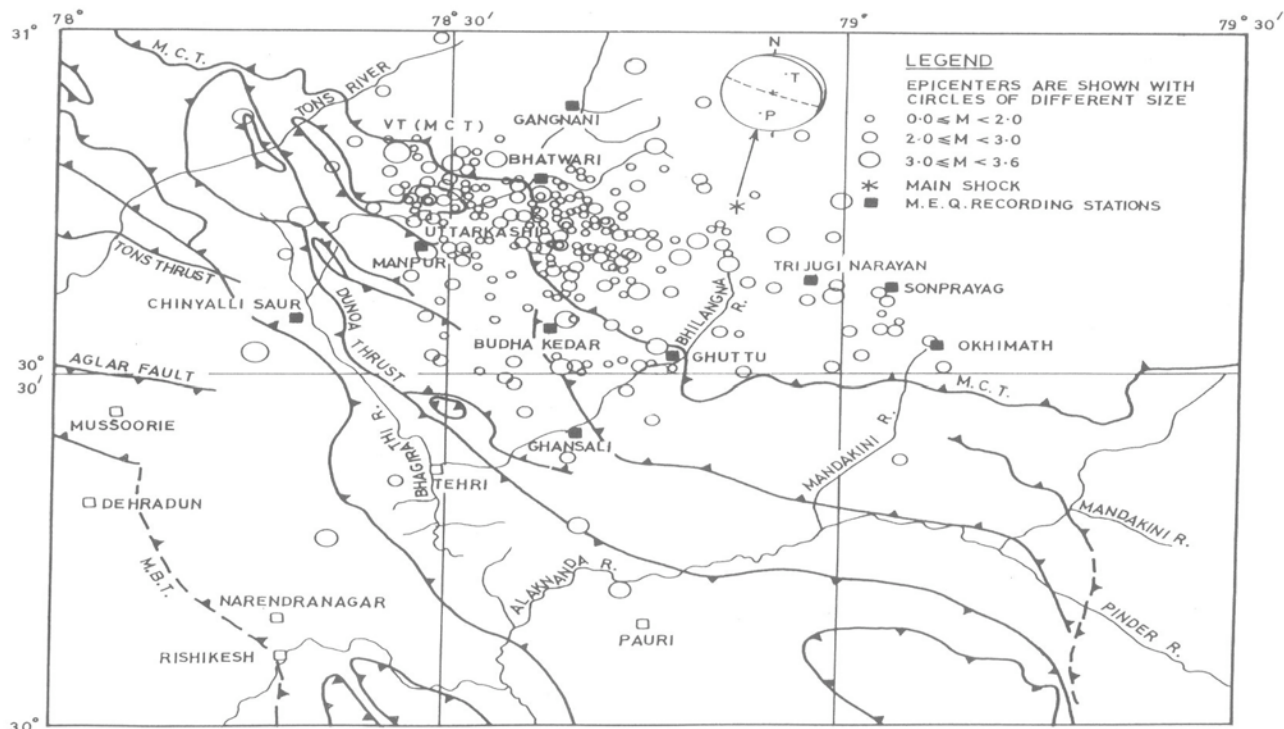 78°
78° 30'
79°
79° 30'
31°
M. C. T.
TONS RIVER
N
T
P
LEGEND
EPICENTERS ARE SHOWN WITH
CIRCLES OF DIFFERENT SIZE
0·0 ≤ M < 2·0
2·0 ≤ M < 3·0
3·0 ≤ M < 3·6
MAIN SHOCK
M.E.Q. RECORDING STATIONS
GANGNANI
VT (M C T)
BHATWARI
UTTARKASHI
MANPUR
TONS THRUST
TRIJUGI NARAYAN
SONPRAYAG
CHINYALLI SAUR
DUNOA THRUST
BHILANGNA R.
BUDHA KEDAR
GHUTTU
OKHIMATH
30°
30'
AGLAR FAULT
M.C.T.
MUSSOORIE
BHAGIRATHI R.
GHANSALI
MANDAKINI R.
TEHRI
DEHRADUN
MANDAKINI R.
M.B.T.
ALAKNANDA R.
NARENDRANAGAR
PAURI
PINDER R.
RISHIKESH
30°